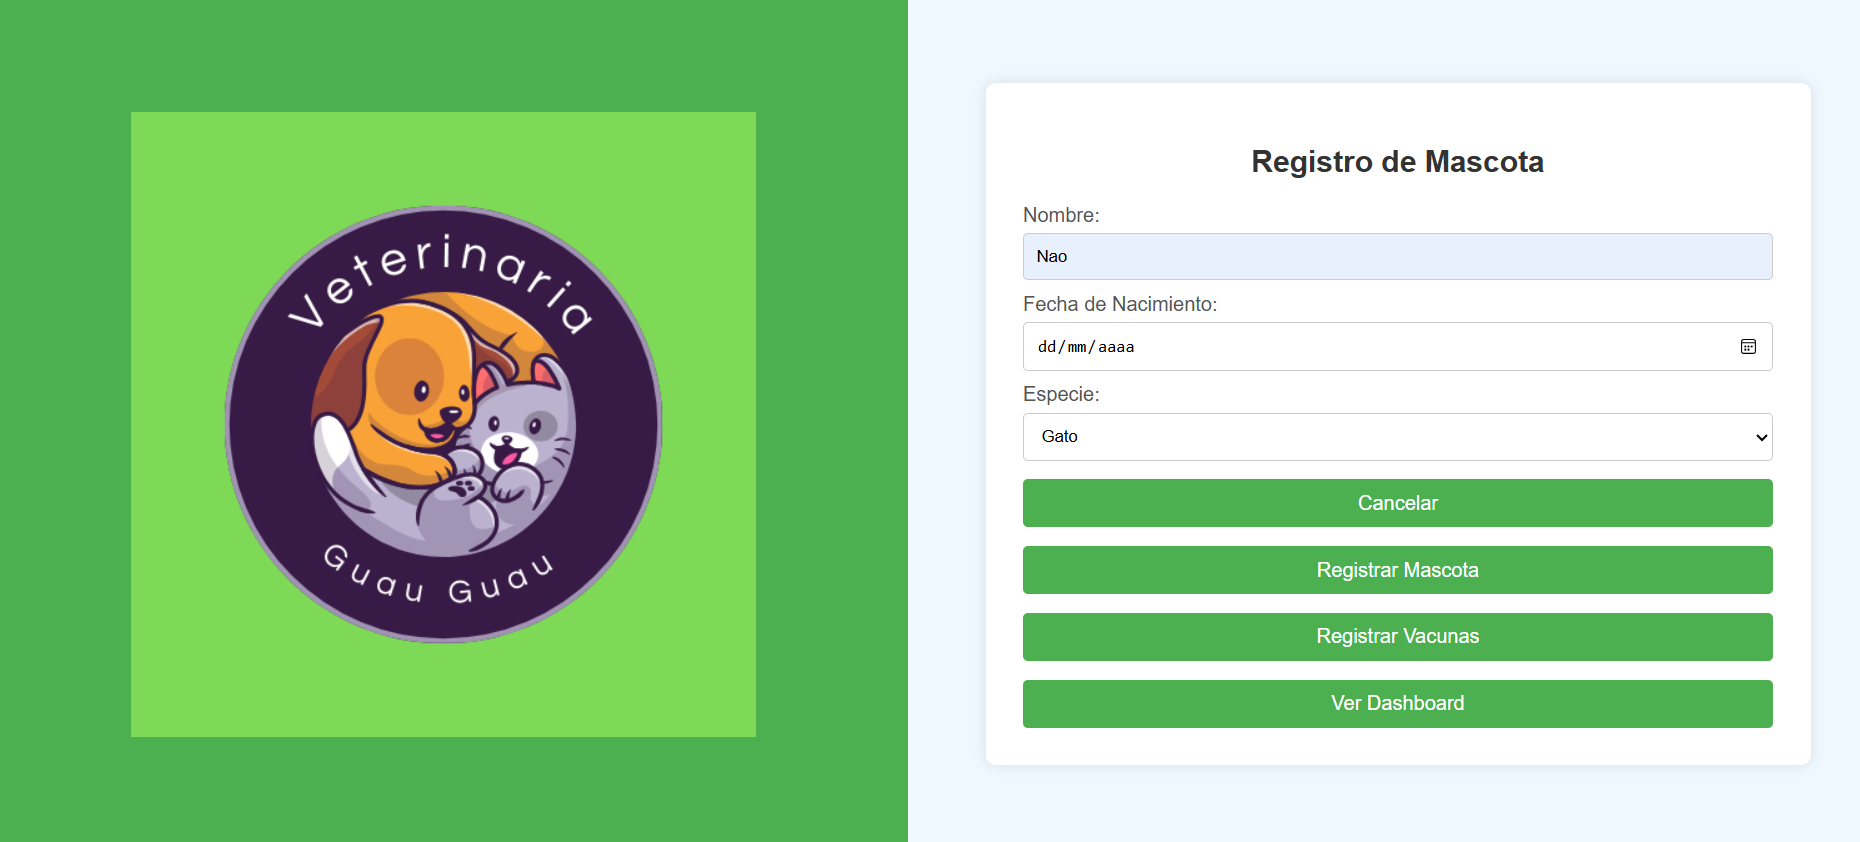 Veterinaria
Guau Guau
Registro de Mascota
Nombre:
Nao
Fecha de Nacimiento:
dd/mm/aaaa
Especie:
Gato
Cancelar
Registrar Mascota
Registrar Vacunas
Ver Dashboard